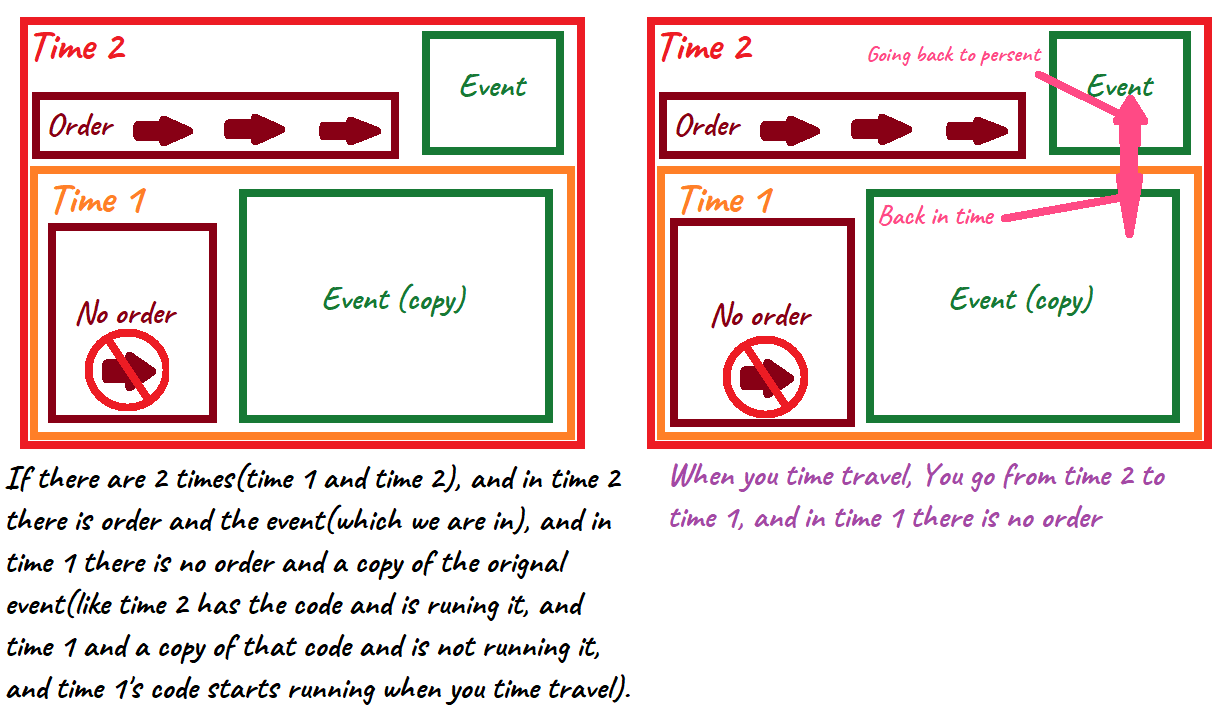 Time 2
Event
Order
Time 1
No order
Event (copy)
If there are 2 times(time 1 and time 2), and in time 2
there is order and the event(which we are in), and in
time 1 there is no order and a copy of the orignal
event(like time 2 has the code and is runing it, and
time 1 and a copy of that code and is not running it,
and time 1's code starts running when you time travel).
Time 2
Going back to persent
Event
Order
Time 1
Back in time
No order
Event (copy)
When you time travel, You go from time 2 to
time 1, and in time 1 there is no order